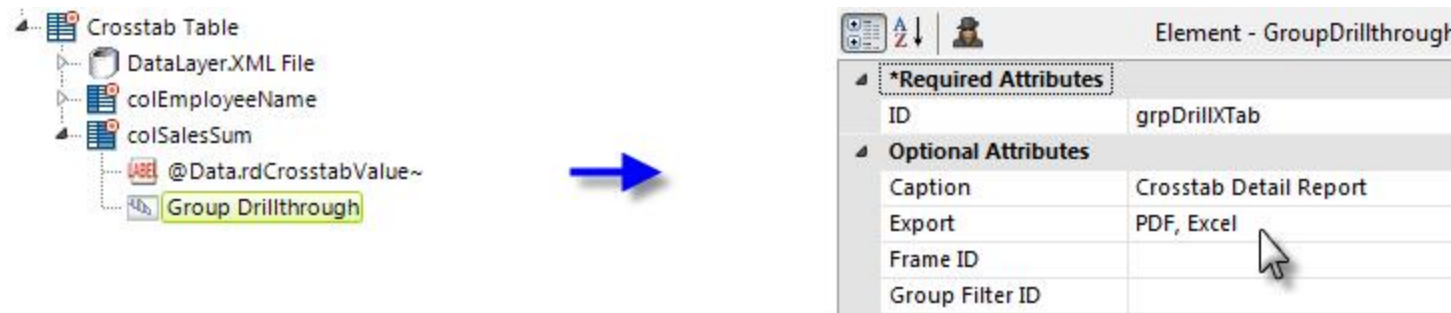 Crosstab Table
DataLayer.XML File
colEmployeeName
colSalesSum
LABEL @Data.rdCrosstabValue~
Group Drillthrough
A Z
Element - GroupDrillthrough
*Required Attributes
ID grpDrillXTab
Optional Attributes
Caption Crosstab Detail Report
Export PDF, Excel
Frame ID
Group Filter ID